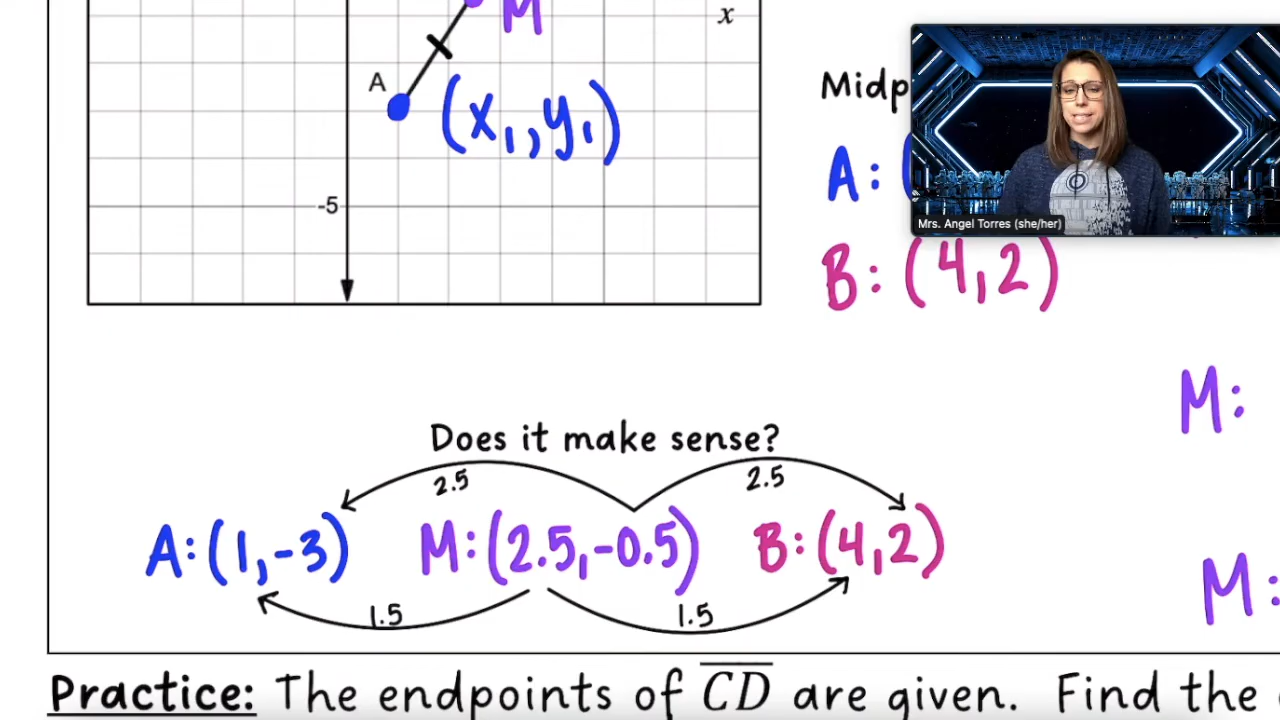 M
x
A
(x₁, y₁)
-5
Midp
A: (
Mrs. Angel Torres (she/her)
B: (4,2)
M:
Does it make sense?
2.5 2.5
A: (1,-3) M: (2.5,-0.5) B: (4,2)
1.5 1.5
M:
Practice: The endpoints of CD are given. Find the